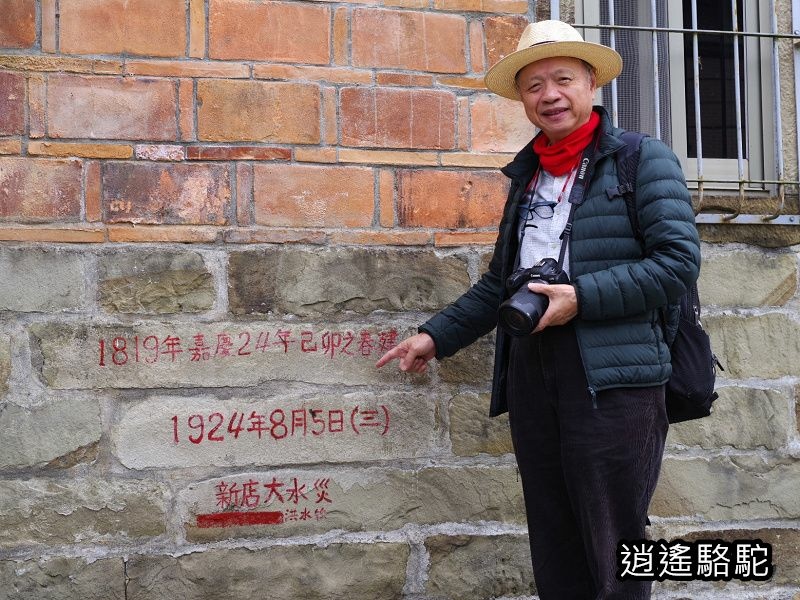 1819年嘉慶24年己卯之春建
1924年8月5日(三)
新店大水災
洪水位
Canon
逍遙駱駝